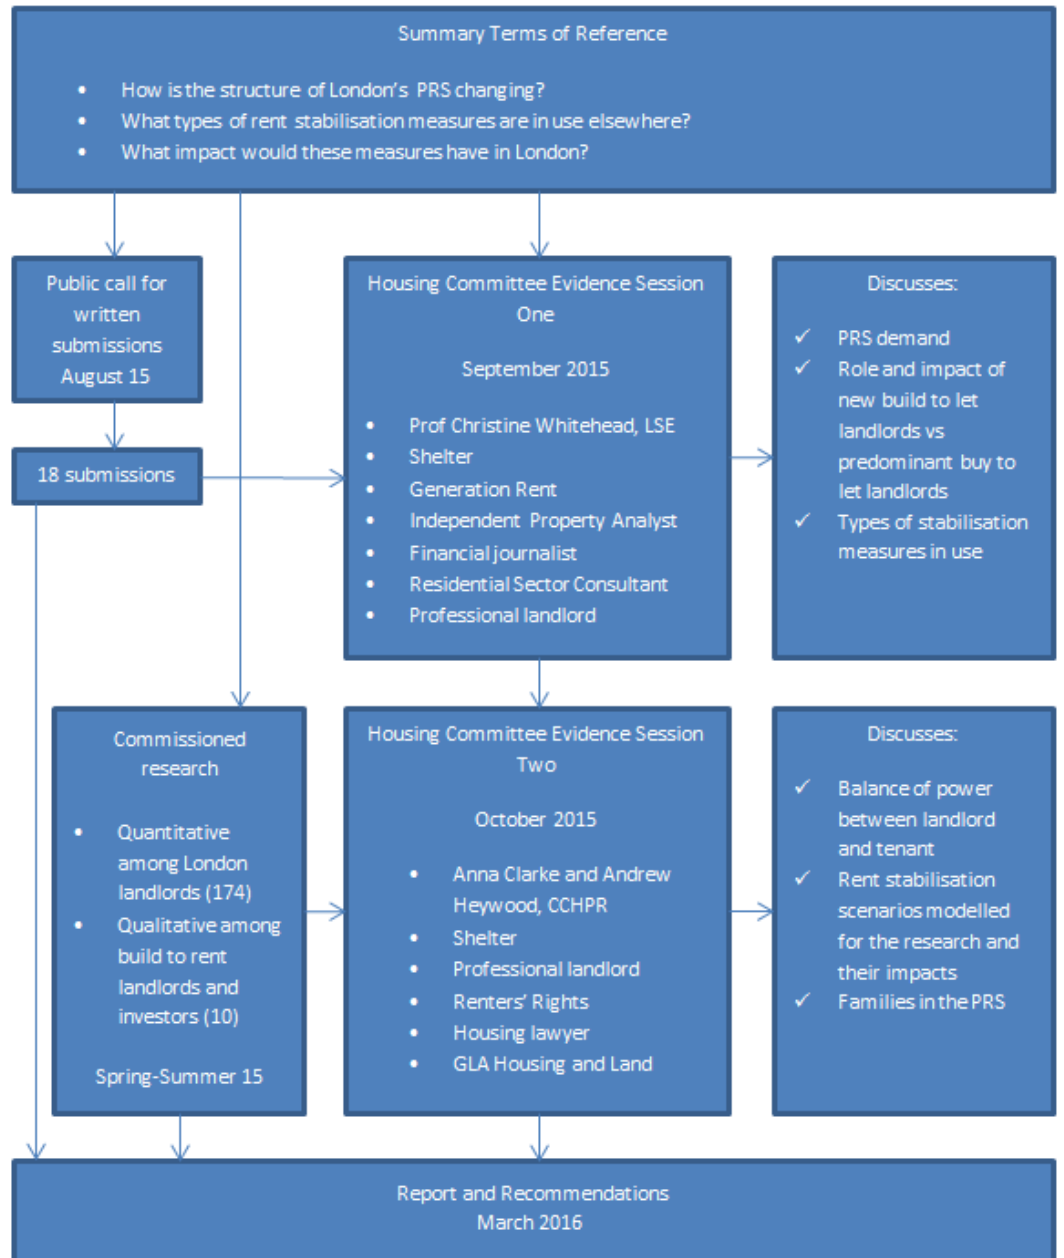 Summary Terms of Reference
• How is the structure of London's PRS changing?
• What types of rent stabilisation measures are in use elsewhere?
• What impact would these measures have in London?
Public call for
written
submissions
August 15
18 submissions
Housing Committee Evidence Session
One
September 2015
• Prof Christine Whitehead, LSE
• Shelter
• Generation Rent
• Independent Property Analyst
• Financial journalist
• Residential Sector Consultant
• Professional landlord
Discusses:
✓ PRS demand
✓ Role and impact of
new build to let
landlords vs
predominant buy to
let landlords
✓ Types of stabilisation
measures in use
Commissioned
research
• Quantitative
among London
landlords (174)
• Qualitative among
build to rent
landlords and
investors (10)
Spring-Summer 15
Housing Committee Evidence Session
Two
October 2015
• Anna Clarke and Andrew
Heywood, CCHPR
• Shelter
• Professional landlord
• Renters' Rights
• Housing lawyer
• GLA Housing and Land
Discusses:
✓ Balance of power
between landlord
and tenant
✓ Rent stabilisation
scenarios modelled
for the research and
their impacts
✓ Families in the PRS
Report and Recommendations
March 2016